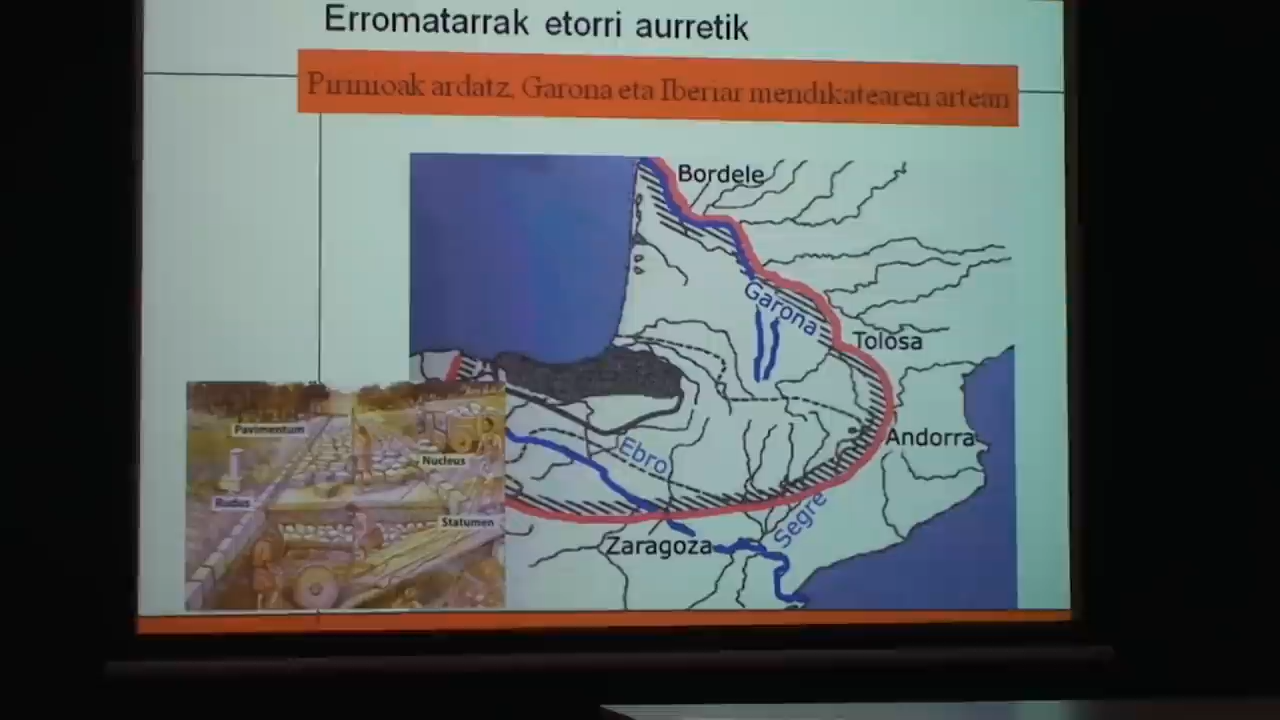 Erromatarrak etorri aurretik
Pirinioak ardatz, Garona eta Iberiar mendikatearen artean
Bordele
Garona
Tolosa
Andorra
Ebro
Segre
Zaragoza
Pavimentum
Nucleus
Rudus
Statumen